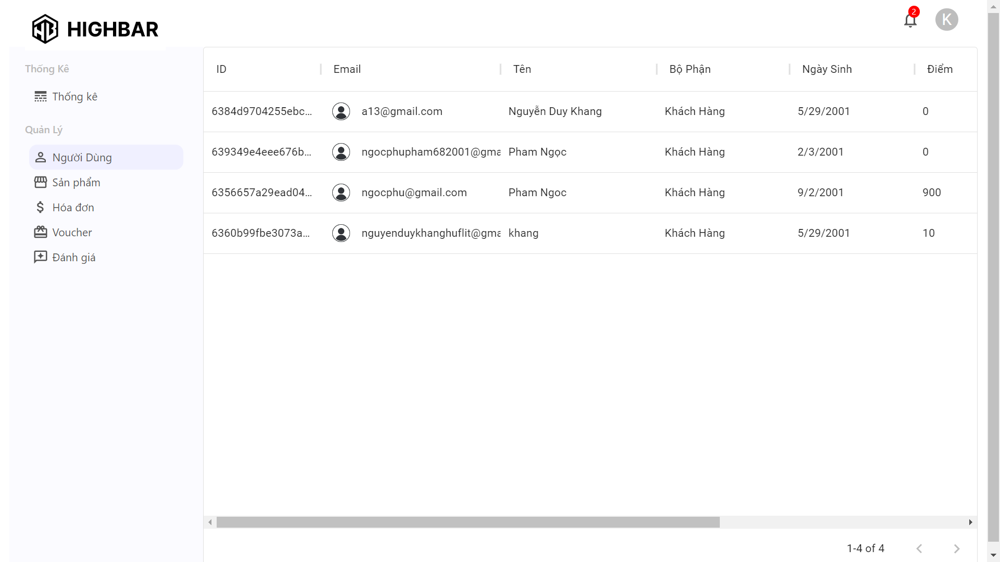 HIGHBAR
2
K
Thống Kê
Thống kê
Quản Lý
Người Dùng
Sản phẩm
Hóa đơn
Voucher
Đánh giá
ID Email Tên Bộ Phận Ngày Sinh Điểm
6384d9704255ebc... a13@gmail.com Nguyễn Duy Khang Khách Hàng 5/29/2001 0
639349e4eee676b... ngocphupham682001@gma Pham Ngọc Khách Hàng 2/3/2001 0
6356657a29ead04... ngocphu@gmail.com Pham Ngoc Khách Hàng 9/2/2001 900
6360b99fbe3073a... nguyenduykhanghuflit@gma khang Khách Hàng 5/29/2001 10
1-4 of 4